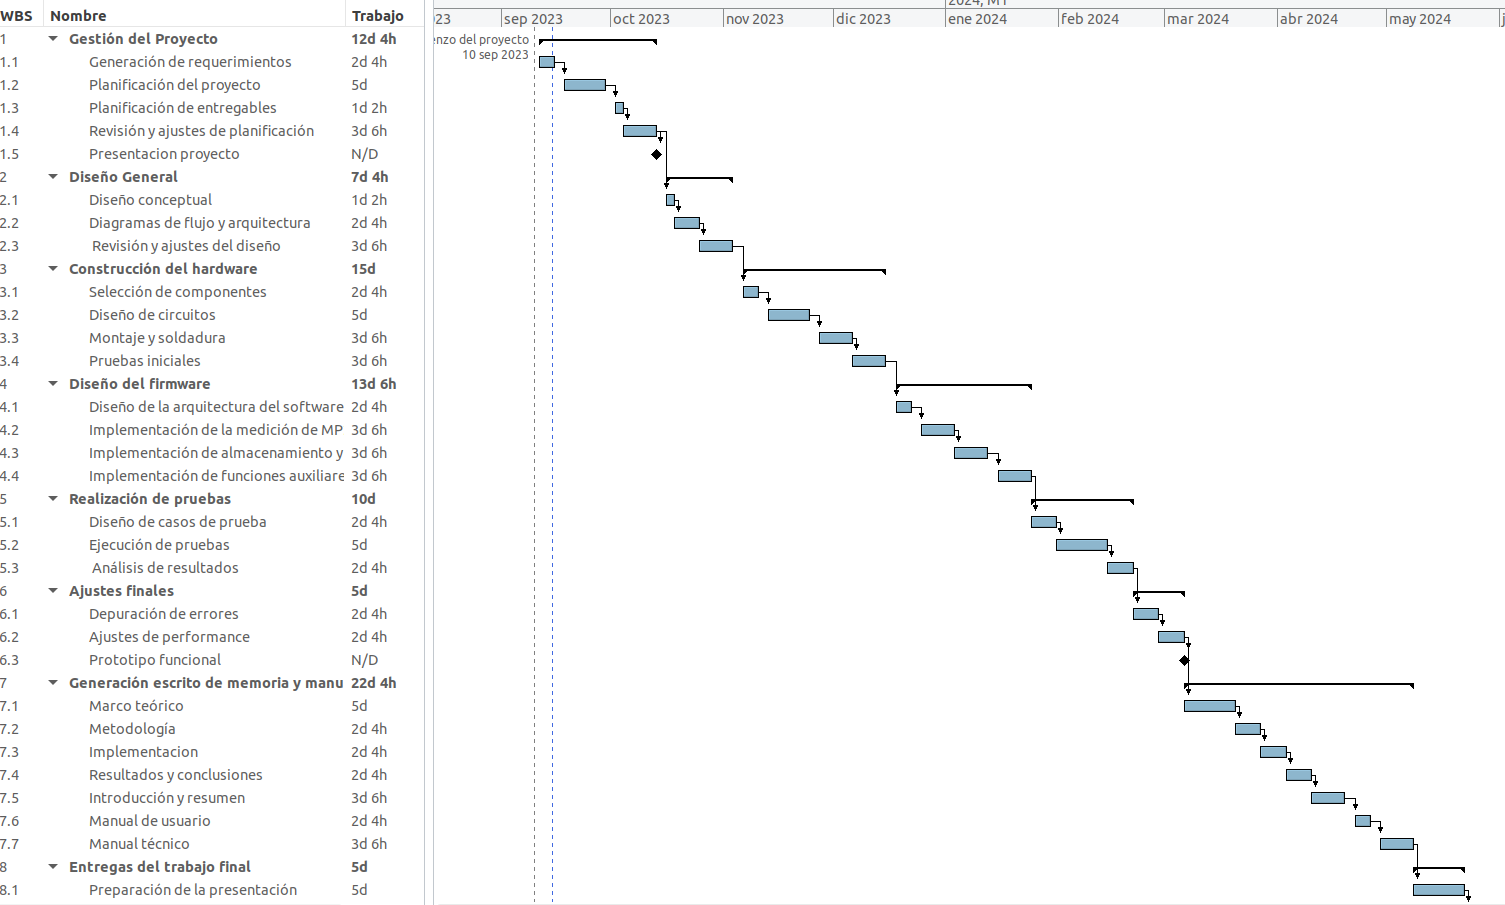 2024, M1
WBS Nombre Trabajo
023 sep 2023 oct 2023 nov 2023 dic 2023 ene 2024 feb 2024 mar 2024 abr 2024 may 2024
1 Gestión del Proyecto 12d 4h
enzo del proyecto
10 sep 2023
1.1 Generación de requerimientos 2d 4h
1.2 Planificación del proyecto 5d
1.3 Planificación de entregables 1d 2h
1.4 Revisión y ajustes de planificación 3d 6h
1.5 Presentacion proyecto N/D
2 Diseño General 7d 4h
2.1 Diseño conceptual 1d 2h
2.2 Diagramas de flujo y arquitectura 2d 4h
2.3 Revisión y ajustes del diseño 3d 6h
3 Construcción del hardware 15d
3.1 Selección de componentes 2d 4h
3.2 Diseño de circuitos 5d
3.3 Montaje y soldadura 3d 6h
3.4 Pruebas iniciales 3d 6h
4 Diseño del firmware 13d 6h
4.1 Diseño de la arquitectura del software 2d 4h
4.2 Implementación de la medición de MP 3d 6h
4.3 Implementación de almacenamiento y 3d 6h
4.4 Implementación de funciones auxiliare 3d 6h
5 Realización de pruebas 10d
5.1 Diseño de casos de prueba 2d 4h
5.2 Ejecución de pruebas 5d
5.3 Análisis de resultados 2d 4h
6 Ajustes finales 5d
6.1 Depuración de errores 2d 4h
6.2 Ajustes de performance 2d 4h
6.3 Prototipo funcional N/D
7 Generación escrito de memoria y manu 22d 4h
7.1 Marco teórico 5d
7.2 Metodología 2d 4h
7.3 Implementacion 2d 4h
7.4 Resultados y conclusiones 2d 4h
7.5 Introducción y resumen 3d 6h
7.6 Manual de usuario 2d 4h
7.7 Manual técnico 3d 6h
8 Entregas del trabajo final 5d
8.1 Preparación de la presentación 5d